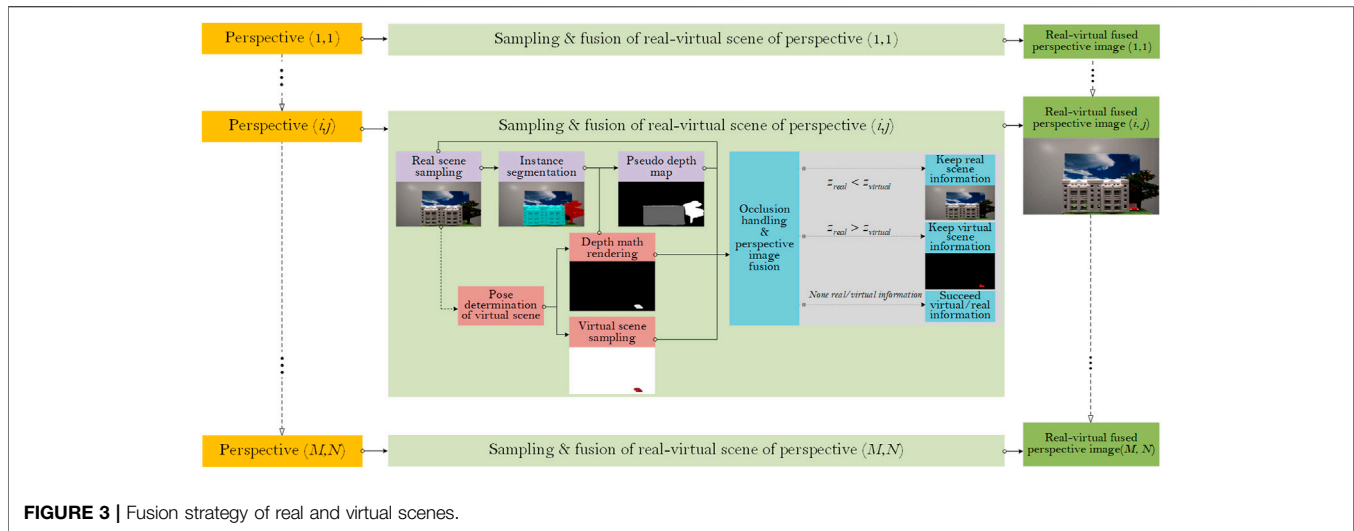 Perspective (1,1)
Sampling & fusion of real-virtual scene of perspective (1,1)
Real-virtual fused
perspective image (1,1)
Perspective (i,j)
Sampling & fusion of real-virtual scene of perspective (i,j)
Real-virtual fused
perspective image (i,j)
Real scene
sampling
Instance
segmentation
Pseudo depth
map
Depth math
rendering
Pose
determination
of virtual scene
Virtual scene
sampling
Occlusion
handling
&
perspective
image
fusion
z_real < z_virtual
Keep real
scene
information
z_real > z_virtual
Keep virtual
scene
information
None real/virtual information
Succeed
virtual/real
information
Perspective (M,N)
Sampling & fusion of real-virtual scene of perspective (M,N)
Real-virtual fused
perspective image(M, N)
FIGURE 3 | Fusion strategy of real and virtual scenes.